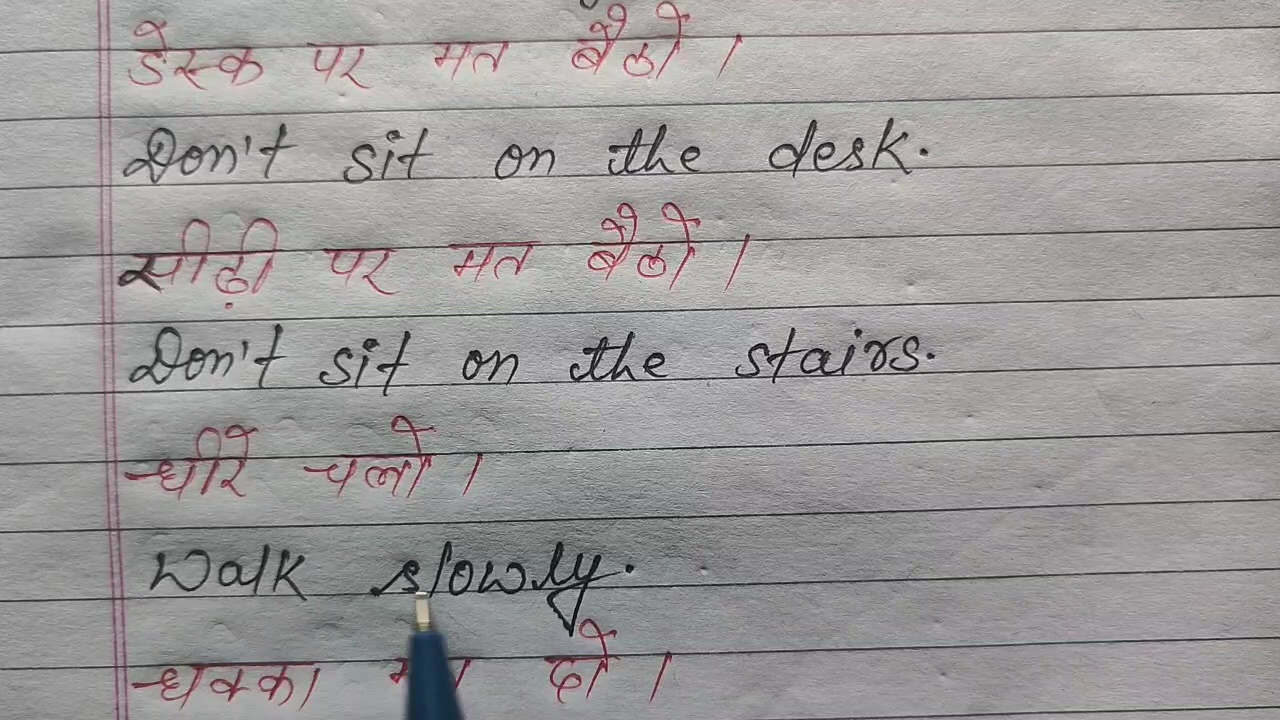 डेस्क पर मत बैठो ।
Don't sit on the desk.
सीढ़ी पर मत बैठो ।
Don't sit on the stairs.
धीरे चलो ।
Walk slowly.
धक्का दो ।